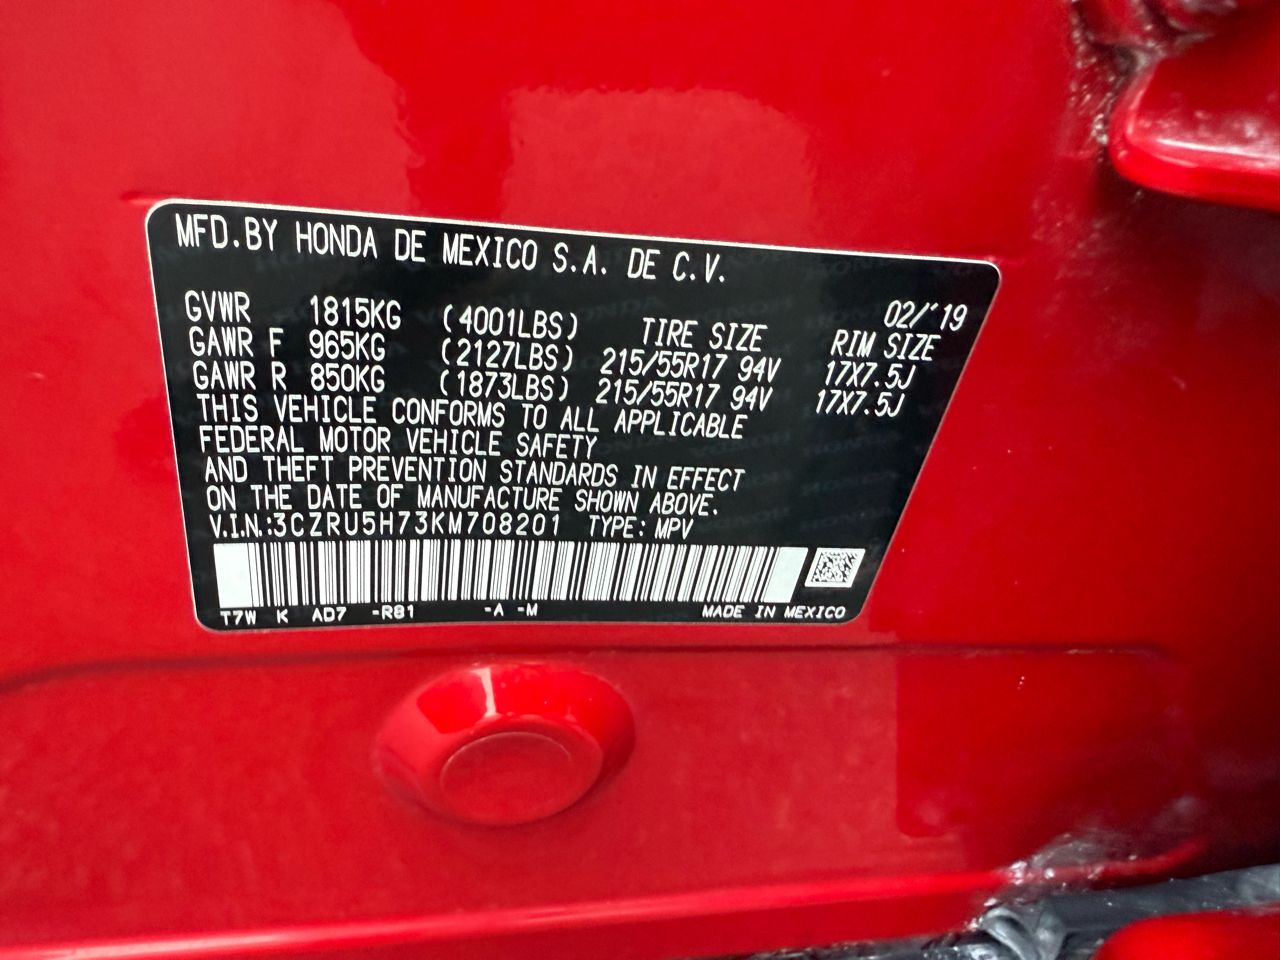 MFD.BY HONDA DE MEXICO S.A. DE C.V.
02/'19
GVWR 1815KG (4001LBS) TIRE SIZE RIM SIZE
GAWR F 965KG (2127LBS) 215/55R17 94V 17X7.5J
GAWR R 850KG (1873LBS) 215/55R17 94V 17X7.5J
THIS VEHICLE CONFORMS TO ALL APPLICABLE
FEDERAL MOTOR VEHICLE SAFETY
AND THEFT PREVENTION STANDARDS IN EFFECT
ON THE DATE OF MANUFACTURE SHOWN ABOVE.
V.I.N.:3CZRU5H73KM708201 TYPE: MPV
T7W K AD7 -R81 -A -M MADE IN MEXICO